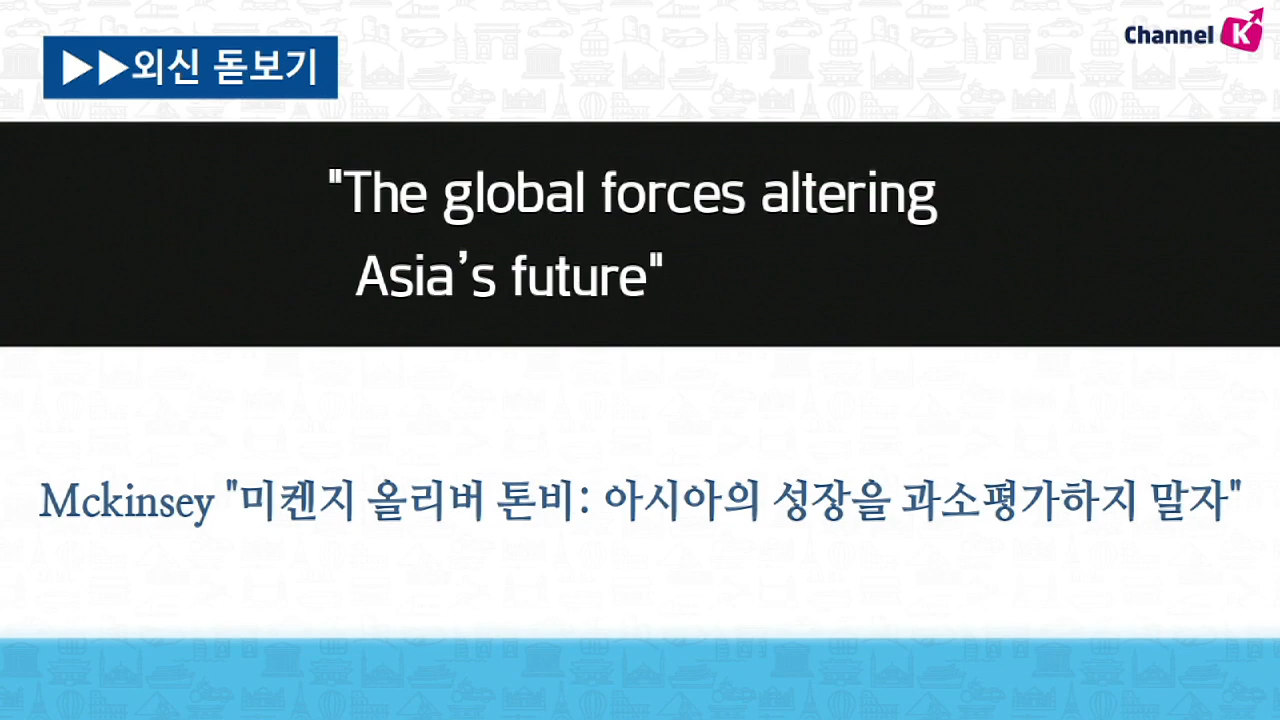 ▶▶외신 돋보기
Channel K
"The global forces altering
Asia’s future"
Mckinsey "미켄지 올리버 톤비: 아시아의 성장을 과소평가하지 말자"